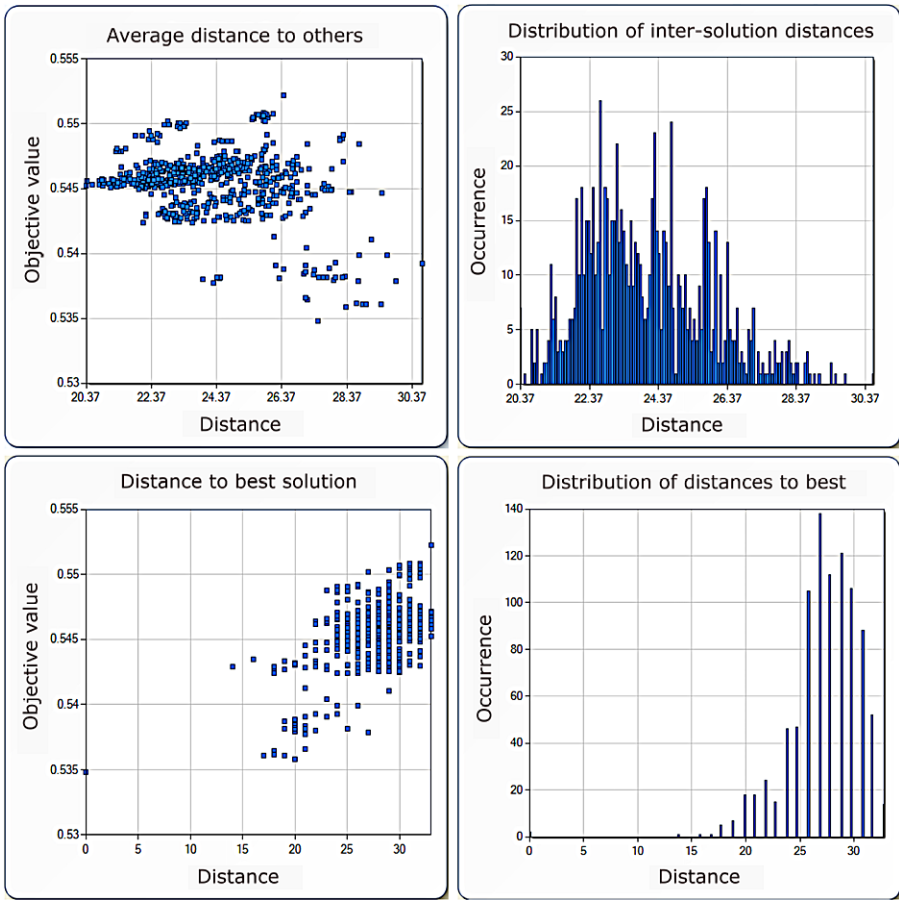 Average distance to others
0.555
0.55
0.545
0.54
0.535
0.53
Objective value
20.37 22.37 24.37 26.37 28.37 30.37
Distance
Distribution of inter-solution distances
30
25
20
15
10
5
0
Occurrence
20.37 22.37 24.37 26.37 28.37 30.37
Distance
Distance to best solution
0.555
0.55
0.545
0.54
0.535
0.53
Objective value
0 5 10 15 20 25 30
Distance
Distribution of distances to best
140
120
100
80
60
40
20
0
Occurrence
0 5 10 15 20 25 30
Distance